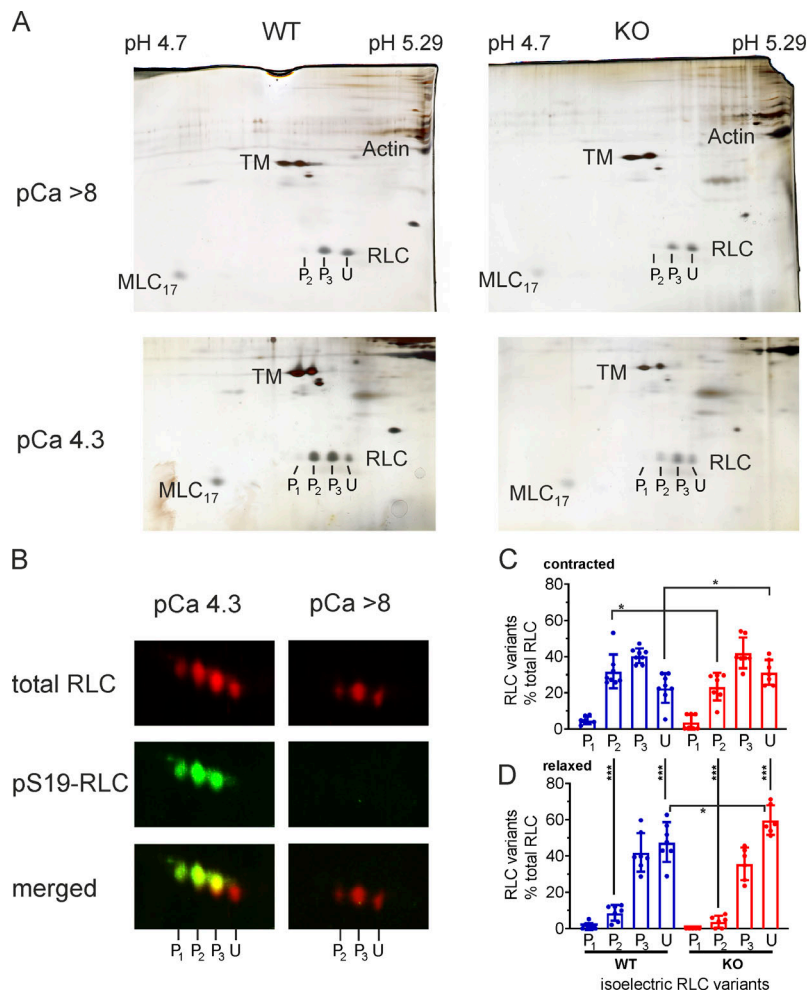 A
WT
KO
pH 4.7
pH 5.29
pH 4.7
pH 5.29
pCa >8
TM
Actin
RLC
P2 P3 U
MLC17
TM
Actin
RLC
P2 P3 U
MLC17
pCa 4.3
TM
RLC
P1 P2 P3 U
MLC17
TM
RLC
P1 P2 P3 U
MLC17
B
pCa 4.3
pCa >8
total RLC
pS19-RLC
merged
P1 P2 P3 U
P2 P3 U
C
contracted
RLC variants
% total RLC
80
60
40
20
0
*
*
P1 P2 P3 U P1 P2 P3 U
*** *** *** ***
D
relaxed
RLC variants
% total RLC
80
60
40
20
0
*
P1 P2 P3 U P1 P2 P3 U
WT KO
isoelectric RLC variants